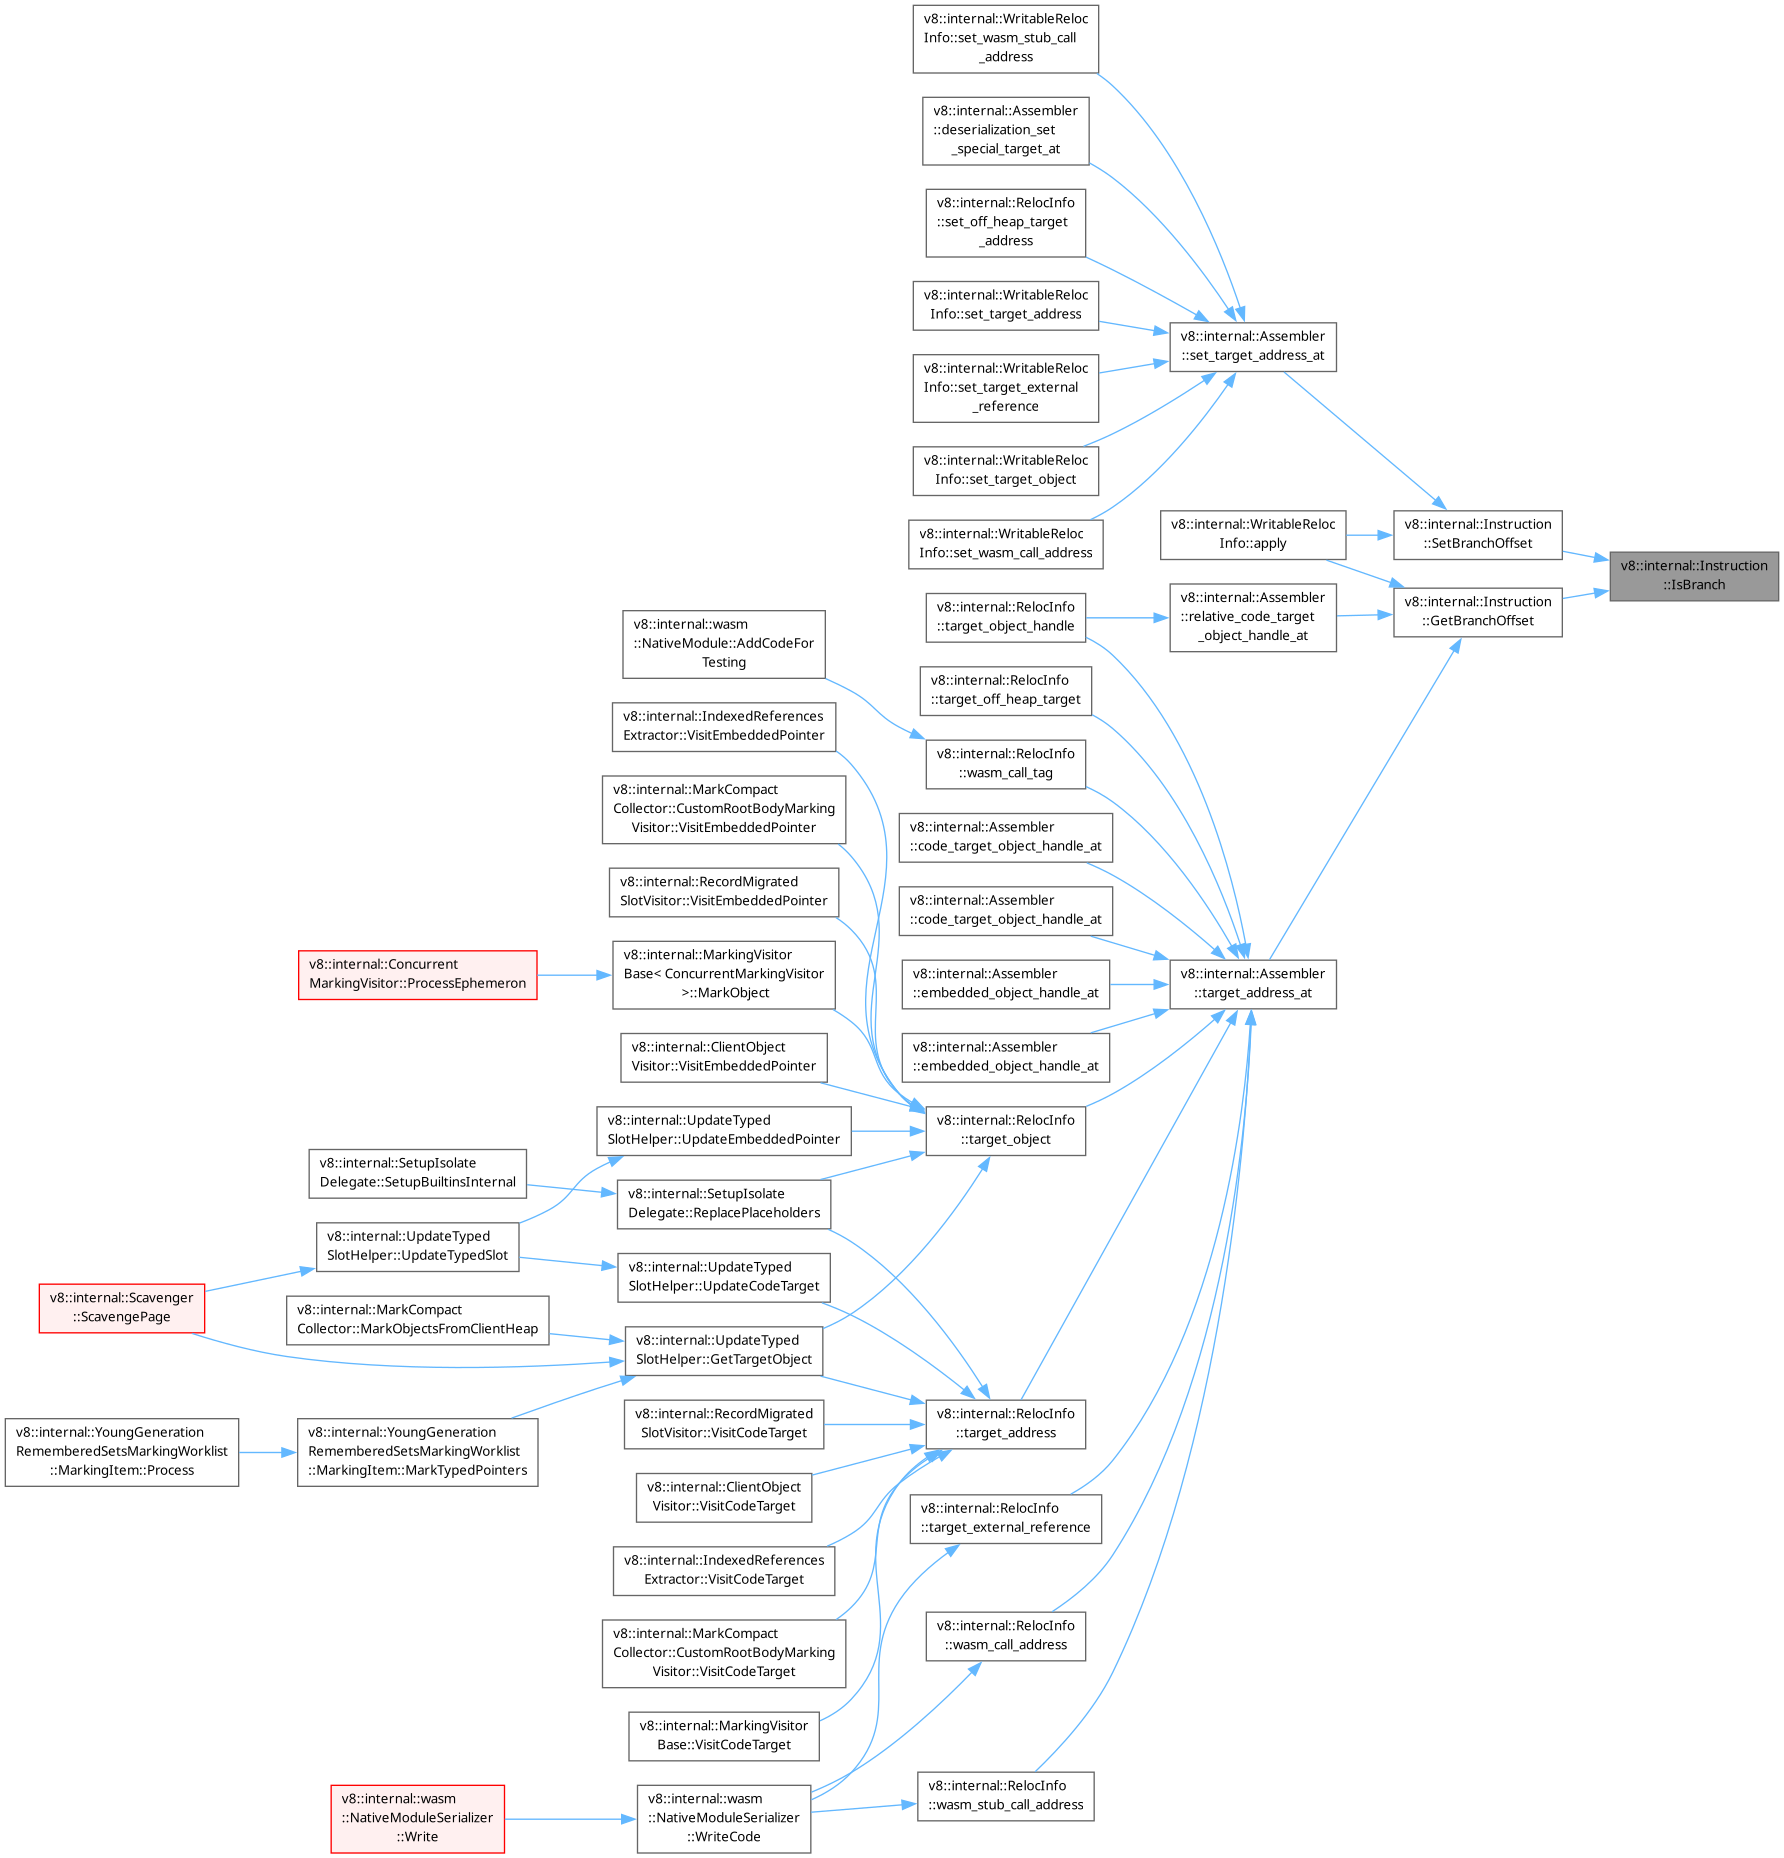 v8::internal::WritableReloc
Info::set_wasm_stub_call
_address
v8::internal::Assembler
::deserialization_set
_special_target_at
v8::internal::RelocInfo
::set_off_heap_target
_address
v8::internal::WritableReloc
Info::set_target_address
v8::internal::Assembler
::set_target_address_at
v8::internal::WritableReloc
Info::set_target_external
_reference
v8::internal::WritableReloc
Info::set_target_object
v8::internal::WritableReloc
Info::set_wasm_call_address
v8::internal::WritableReloc
Info::apply
v8::internal::Instruction
::SetBranchOffset
v8::internal::Instruction
::IsBranch
v8::internal::RelocInfo
::target_object_handle
v8::internal::Assembler
::relative_code_target
_object_handle_at
v8::internal::Instruction
::GetBranchOffset
v8::internal::wasm
::NativeModule::AddCodeFor
Testing
v8::internal::RelocInfo
::target_off_heap_target
v8::internal::IndexedReferences
Extractor::VisitEmbeddedPointer
v8::internal::RelocInfo
::wasm_call_tag
v8::internal::MarkCompact
Collector::CustomRootBodyMarking
Visitor::VisitEmbeddedPointer
v8::internal::Assembler
::code_target_object_handle_at
v8::internal::RecordMigrated
SlotVisitor::VisitEmbeddedPointer
v8::internal::Assembler
::code_target_object_handle_at
v8::internal::Concurrent
MarkingVisitor::ProcessEphemeron
v8::internal::MarkingVisitor
Base< ConcurrentMarkingVisitor
>::MarkObject
v8::internal::Assembler
::embedded_object_handle_at
v8::internal::Assembler
::target_address_at
v8::internal::ClientObject
Visitor::VisitEmbeddedPointer
v8::internal::Assembler
::embedded_object_handle_at
v8::internal::UpdateTyped
SlotHelper::UpdateEmbeddedPointer
v8::internal::RelocInfo
::target_object
v8::internal::SetupIsolate
Delegate::SetupBuiltinsInternal
v8::internal::SetupIsolate
Delegate::ReplacePlaceholders
v8::internal::UpdateTyped
SlotHelper::UpdateTypedSlot
v8::internal::UpdateTyped
SlotHelper::UpdateCodeTarget
v8::internal::Scavenger
::ScavengePage
v8::internal::MarkCompact
Collector::MarkObjectsFromClientHeap
v8::internal::UpdateTyped
SlotHelper::GetTargetObject
v8::internal::RecordMigrated
SlotVisitor::VisitCodeTarget
v8::internal::RelocInfo
::target_address
v8::internal::YoungGeneration
RememberedSetsMarkingWorklist
::MarkingItem::Process
v8::internal::YoungGeneration
RememberedSetsMarkingWorklist
::MarkingItem::MarkTypedPointers
v8::internal::ClientObject
Visitor::VisitCodeTarget
v8::internal::RelocInfo
::target_external_reference
v8::internal::IndexedReferences
Extractor::VisitCodeTarget
v8::internal::MarkCompact
Collector::CustomRootBodyMarking
Visitor::VisitCodeTarget
v8::internal::RelocInfo
::wasm_call_address
v8::internal::MarkingVisitor
Base::VisitCodeTarget
v8::internal::wasm
::NativeModuleSerializer
::Write
v8::internal::wasm
::NativeModuleSerializer
::WriteCode
v8::internal::RelocInfo
::wasm_stub_call_address